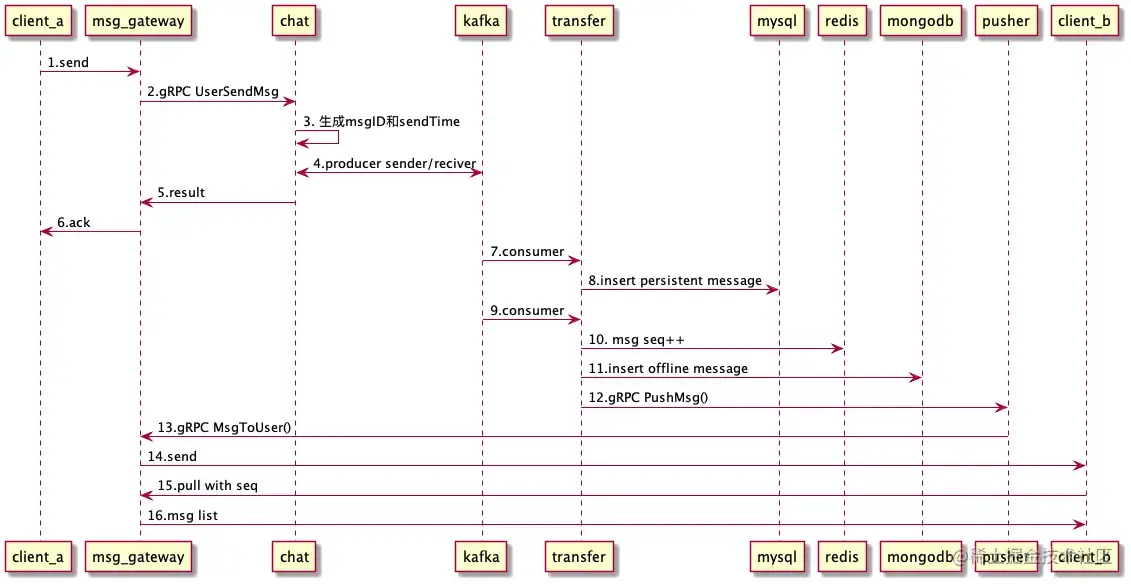 client_a msg_gateway chat kafka transfer mysql redis mongodb pusher client_b
1.send
2.gRPC UserSendMsg
3. 生成msgID和sendTime
4.producer sender/reciver
5.result
6.ack
7.consumer
8.insert persistent message
9.consumer
10. msg seq++
11.insert offline message
12.gRPC PushMsg()
13.gRPC MsgToUser()
14.send
15.pull with seq
16.msg list
client_a msg_gateway chat kafka transfer mysql redis mongodb pusher client_b
@稀土掘金技术社区